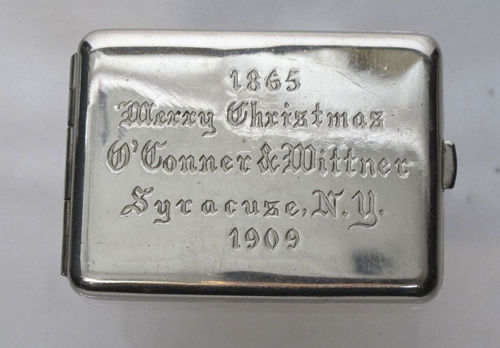 1865
Merry Christmas
O'Conner & Wittner
Syracuse, N.Y.
1909